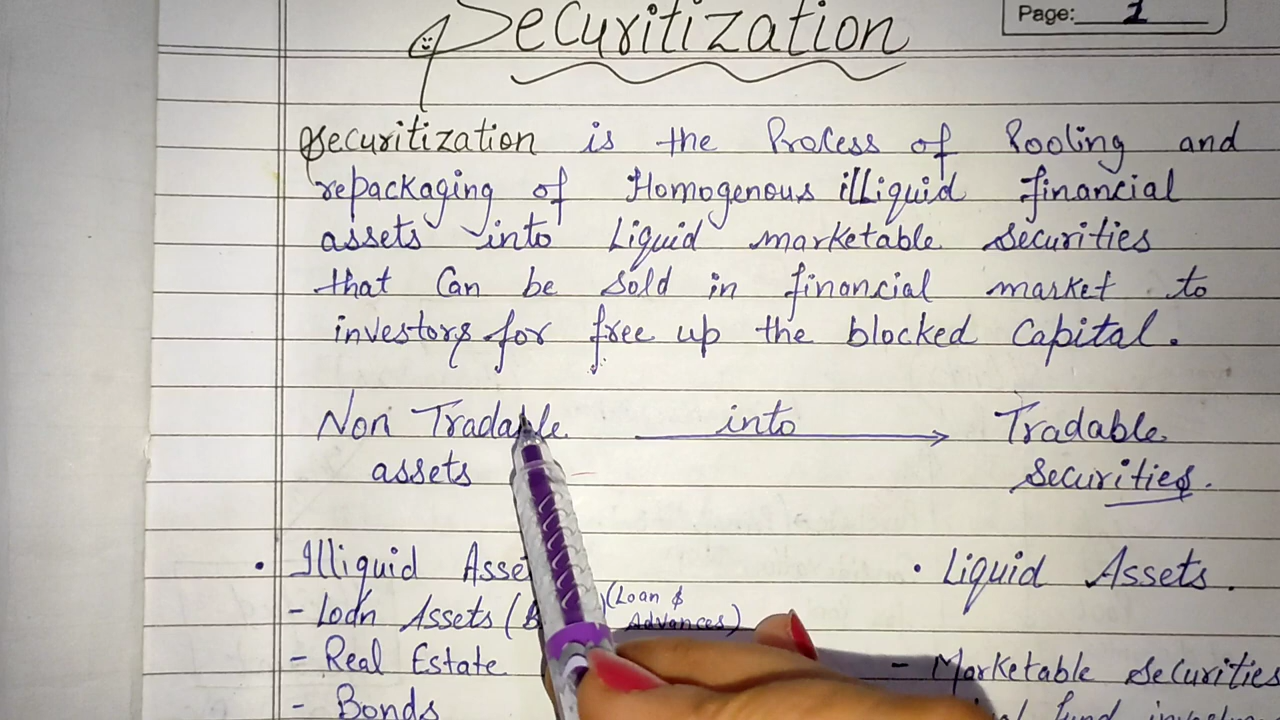 Page: 1
Securitization
Securitization is the Process of Pooling and
repackaging of Homogenous illiquid financial
assets into liquid marketable securities
that can be sold in financial market to
investors for free up the blocked capital.
Non Tradable into Tradable
assets Securities.
• Illiquid • Liquid Assets.
- Loan Assets (Loan &
Advances)
- Real Estate - Marketable Securities
- Bonds fund